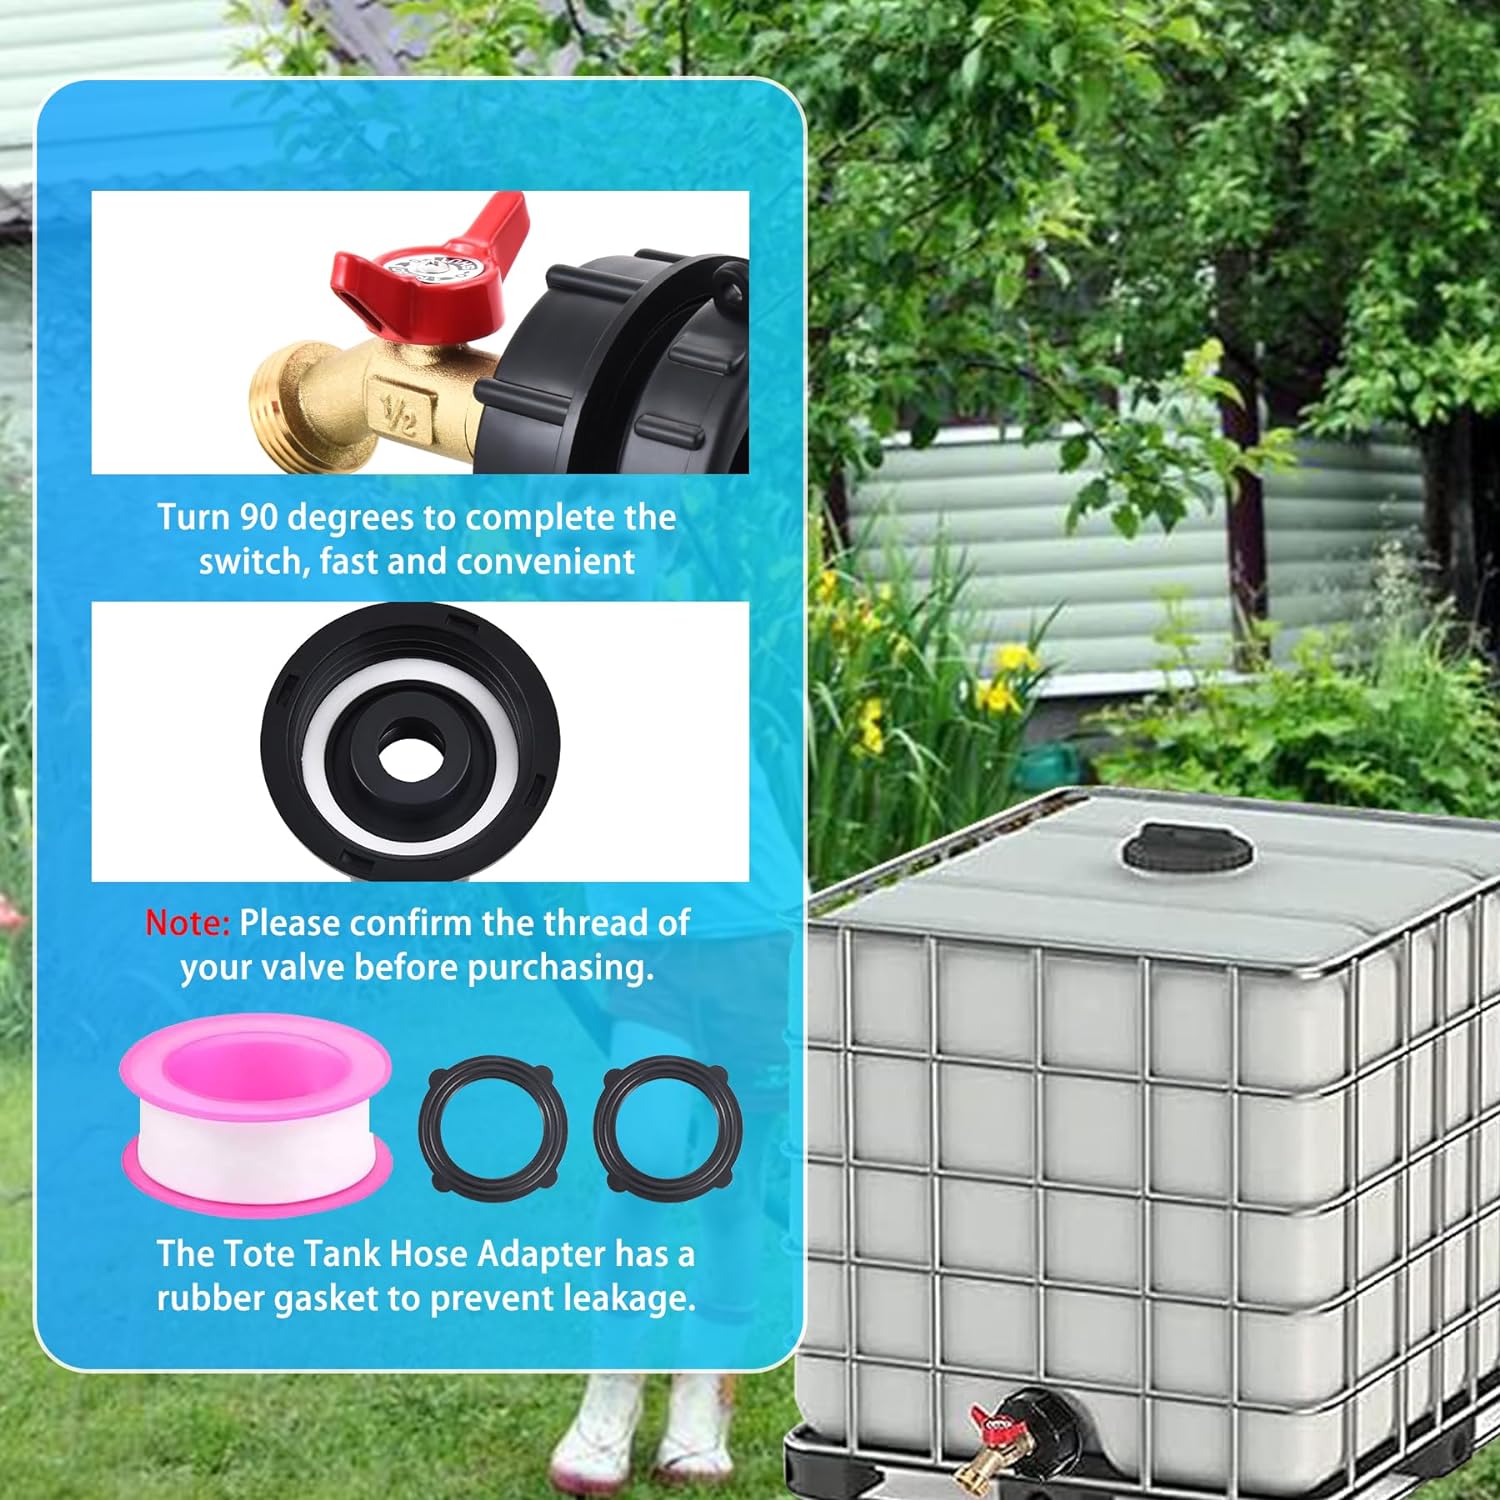 1/2
Turn 90 degrees to complete the
switch, fast and convenient
Note: Please confirm the thread of
your valve before purchasing.
The Tote Tank Hose Adapter has a
rubber gasket to prevent leakage.